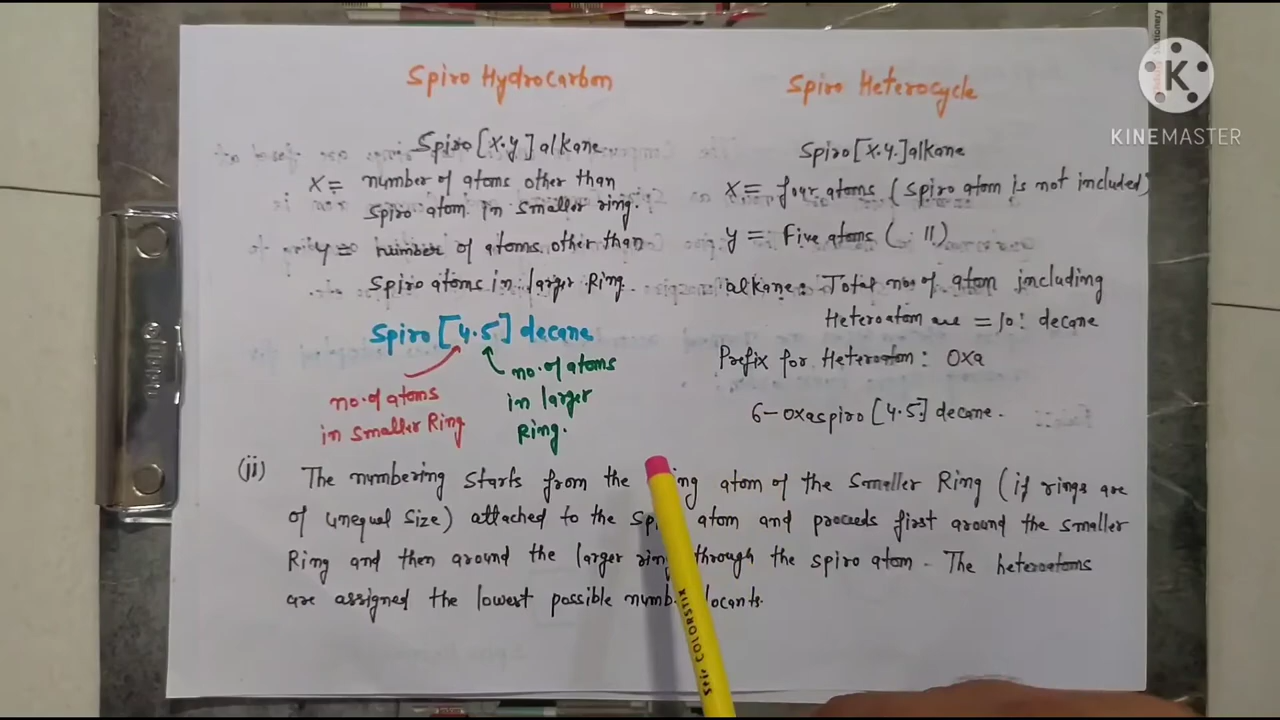 Spiro Hydrocarbon
Spiro [x.y] alkane
x = number of atoms other than
spiro atom in smaller ring.
y = number of atoms other than
Spiro atoms in larger Ring.
Spiro [4.5] decane
no. of atoms
in smaller Ring
no. of atoms
in larger
Ring.
Spiro Heterocycle
Spiro [x.y.] alkane
x = four atoms (spiro atom is not included)
y = Five atoms ( . 11 )
alkane : Total no. of atom including
Heteroatom are = 10 : decane
Prefix for Heteroatom : Oxa
6-oxaspiro [4.5] decane.
(ii) The numbering starts from the atom of the Smaller Ring (if rings are
of unequal Size) attached to the atom and proceeds first around the smaller
Ring and then around the larger through the spiro atom. The heteroatoms
are assigned the lowest possible locants.
KINEMASTER